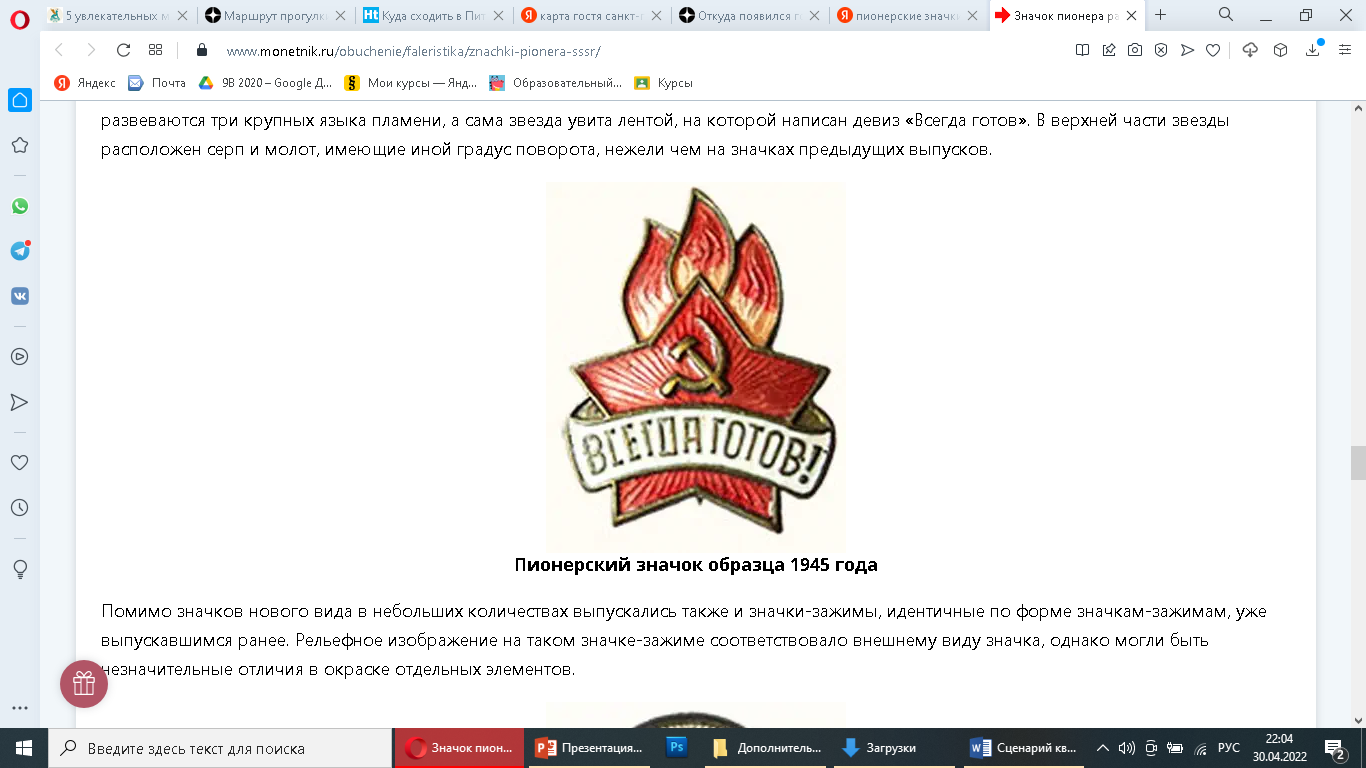 5 увлекательных м
Маршрут прогулк
Куда сходить в Пит
карта гостя санкт-г
Откуда появился г
пионерские значк
Значок пионера ра
www.monetnik.ru/obuchenie/faleristika/znachki-pionera-sssr/
Яндекс
Почта
9В 2020 – Google Д...
Мои курсы — Янд...
Образовательный...
Курсы
развеваются три крупных языка пламени, а сама звезда увита лентой, на которой написан девиз «Всегда готов». В верхней части звезды
расположен серп и молот, имеющие иной градус поворота, нежели чем на значках предыдущих выпусков.
ВСЕГДА ГОТОВ!
Пионерский значок образца 1945 года
Помимо значков нового вида в небольших количествах выпускались также и значки-зажимы, идентичные по форме значкам-зажимам, уже
выпускавшимся ранее. Рельефное изображение на таком значке-зажиме соответствовало внешнему виду значка, однако могли быть
незначительные отличия в окраске отдельных элементов.
Введите здесь текст для поиска
Значок пион...
Презентация...
Ps
Дополнитель...
Загрузки
Сценарий кв...
РУС
22:04
30.04.2022
2